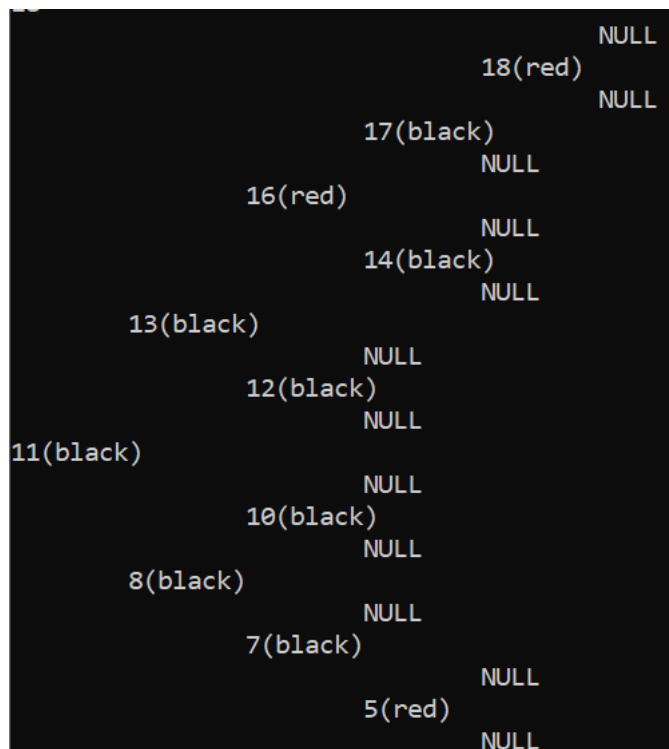 NULL
18(red)
NULL
17(black)
NULL
16(red)
NULL
14(black)
NULL
13(black)
NULL
12(black)
NULL
11(black)
NULL
10(black)
NULL
8(black)
NULL
7(black)
NULL
5(red)
NULL